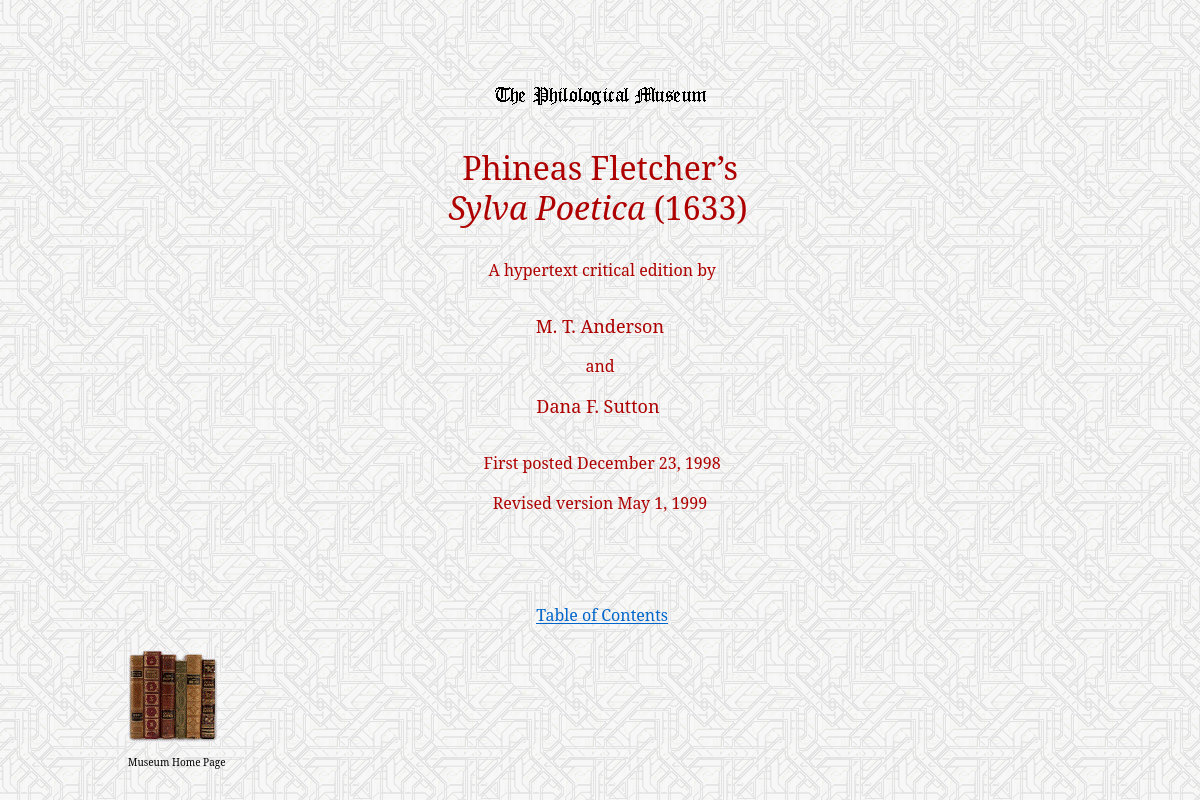 The Philological Museum
Phineas Fletcher’s
Sylva Poetica (1633)
A hypertext critical edition by
M. T. Anderson
and
Dana F. Sutton
First posted December 23, 1998
Revised version May 1, 1999
Table of Contents
Museum Home Page